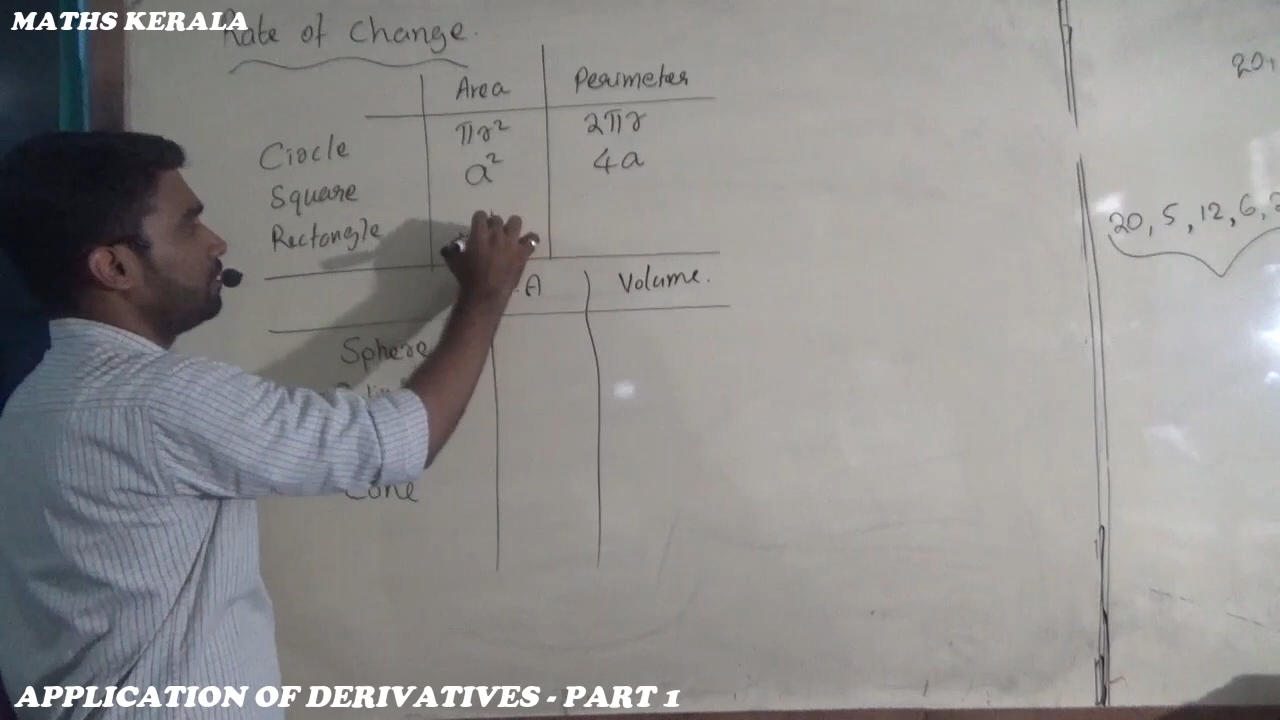 MATHS KERALA
Rate of Change.
Area Perimeter
Circle πr² 2πr
Square a² 4a
Rectangle
.A Volume.
Sphere
Cone
20,
20, 5, 12, 6,
APPLICATION OF DERIVATIVES - PART 1